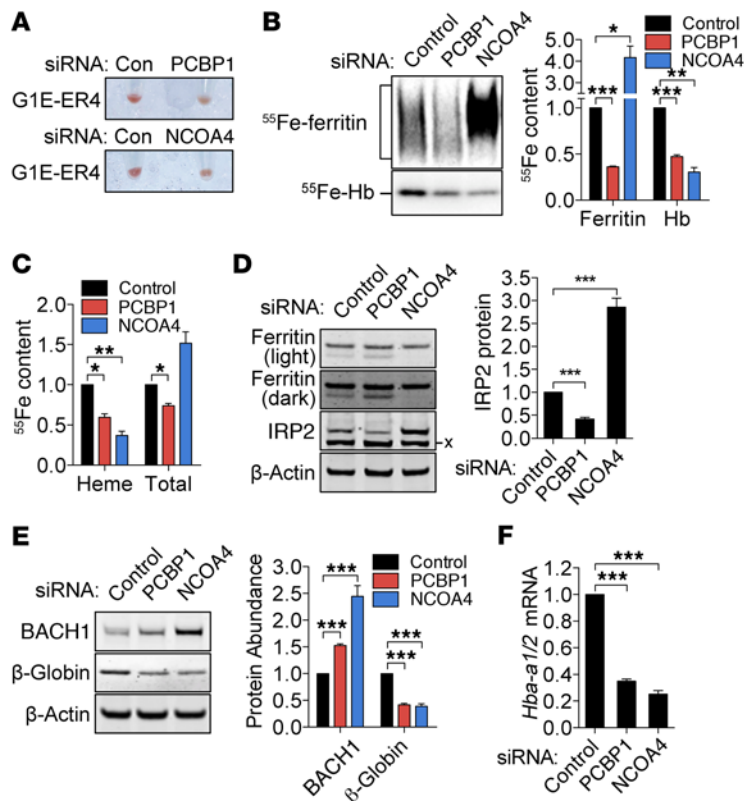 A
siRNA: Con PCBP1
G1E-ER4
siRNA: Con NCOA4
G1E-ER4
B
siRNA: Control PCBP1 NCOA4
⁵⁵Fe-ferritin
⁵⁵Fe-Hb
Control
PCBP1
NCOA4
⁵⁵Fe content
5.0
4.0
3.0
2.0
1.0
0.5
0.0
* ***
** ***
Ferritin Hb
C
Control
PCBP1
NCOA4
⁵⁵Fe content
2.0
1.5
1.0
0.5
0.0
** *
*
Heme Total
D
siRNA: Control PCBP1 NCOA4
Ferritin
(light)
Ferritin
(dark)
IRP2
x
β-Actin
IRP2 protein
3.5
3.0
2.5
2.0
1.5
1.0
0.5
0.0
***
***
siRNA: Control PCBP1 NCOA4
E
siRNA: Control PCBP1 NCOA4
BACH1
β-Globin
β-Actin
Control
PCBP1
NCOA4
Protein Abundance
3.0
2.5
2.0
1.5
1.0
0.5
0.0
*** ***
*** ***
BACH1 β-Globin
F
Hba-a1/2 mRNA
1.2
1.0
0.8
0.6
0.4
0.2
0
***
***
siRNA: Control PCBP1 NCOA4